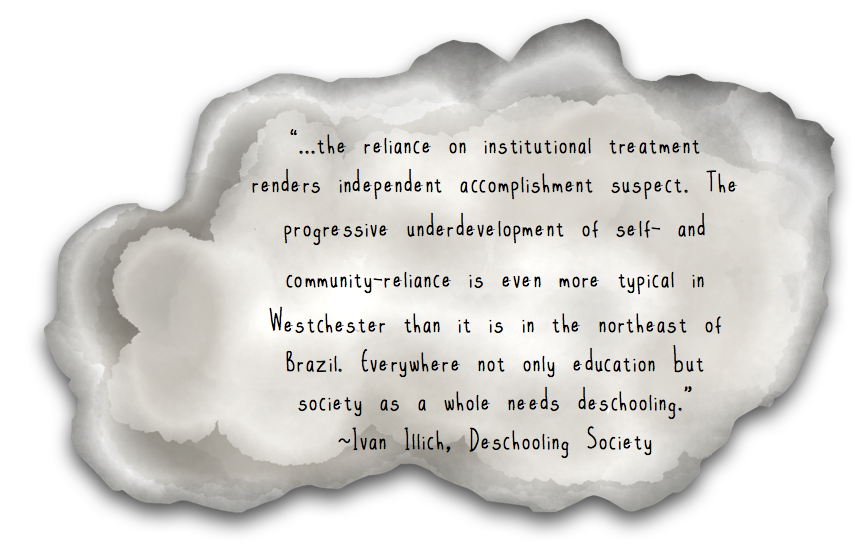 “...the reliance on institutional treatment
renders independent accomplishment suspect. The
progressive underdevelopment of self- and
community-reliance is even more typical in
Westchester than it is in the northeast of
Brazil. Everywhere not only education but
society as a whole needs deschooling.”
~Ivan Illich, Deschooling Society